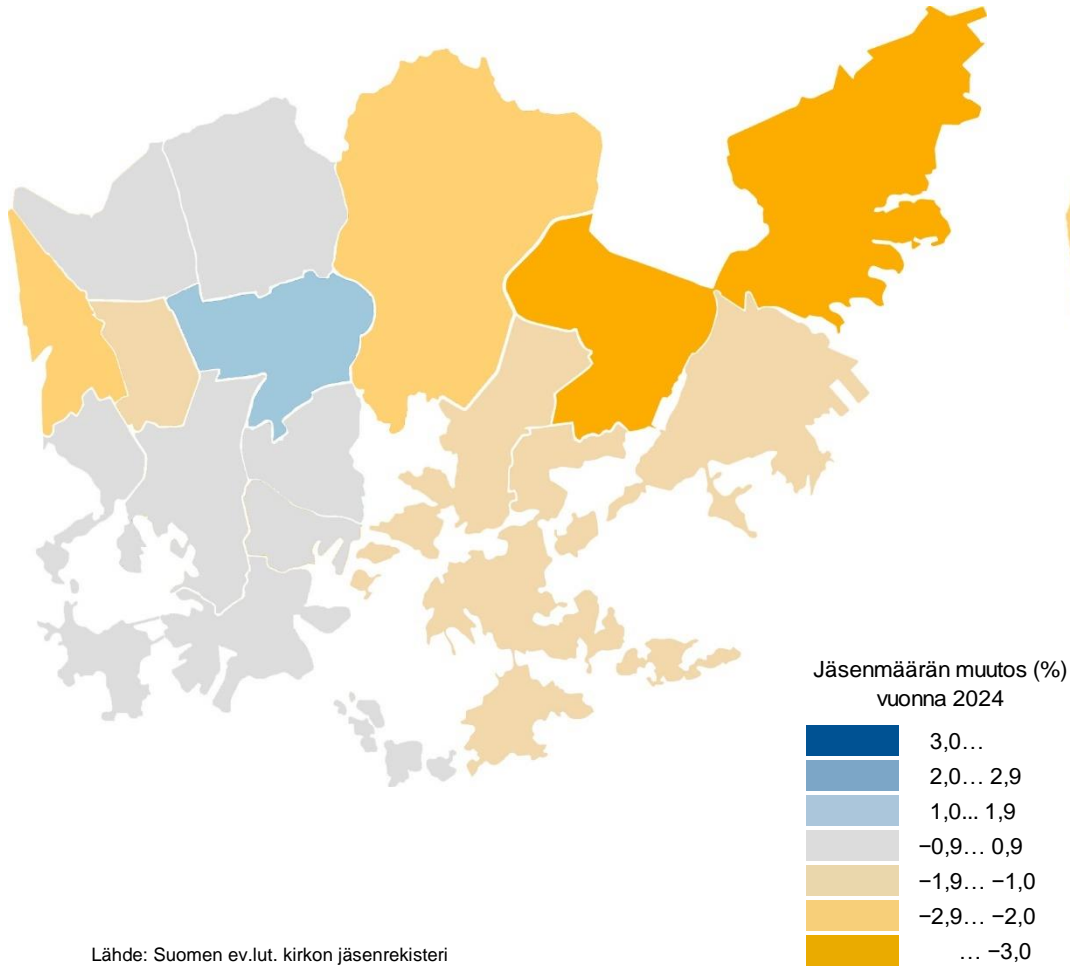 Jäsenmäärän muutos (%)
vuonna 2024
3,0…
2,0… 2,9
1,0... 1,9
−0,9… 0,9
−1,9… −1,0
−2,9… −2,0
… −3,0
Lähde: Suomen ev.lut. kirkon jäsenrekisteri